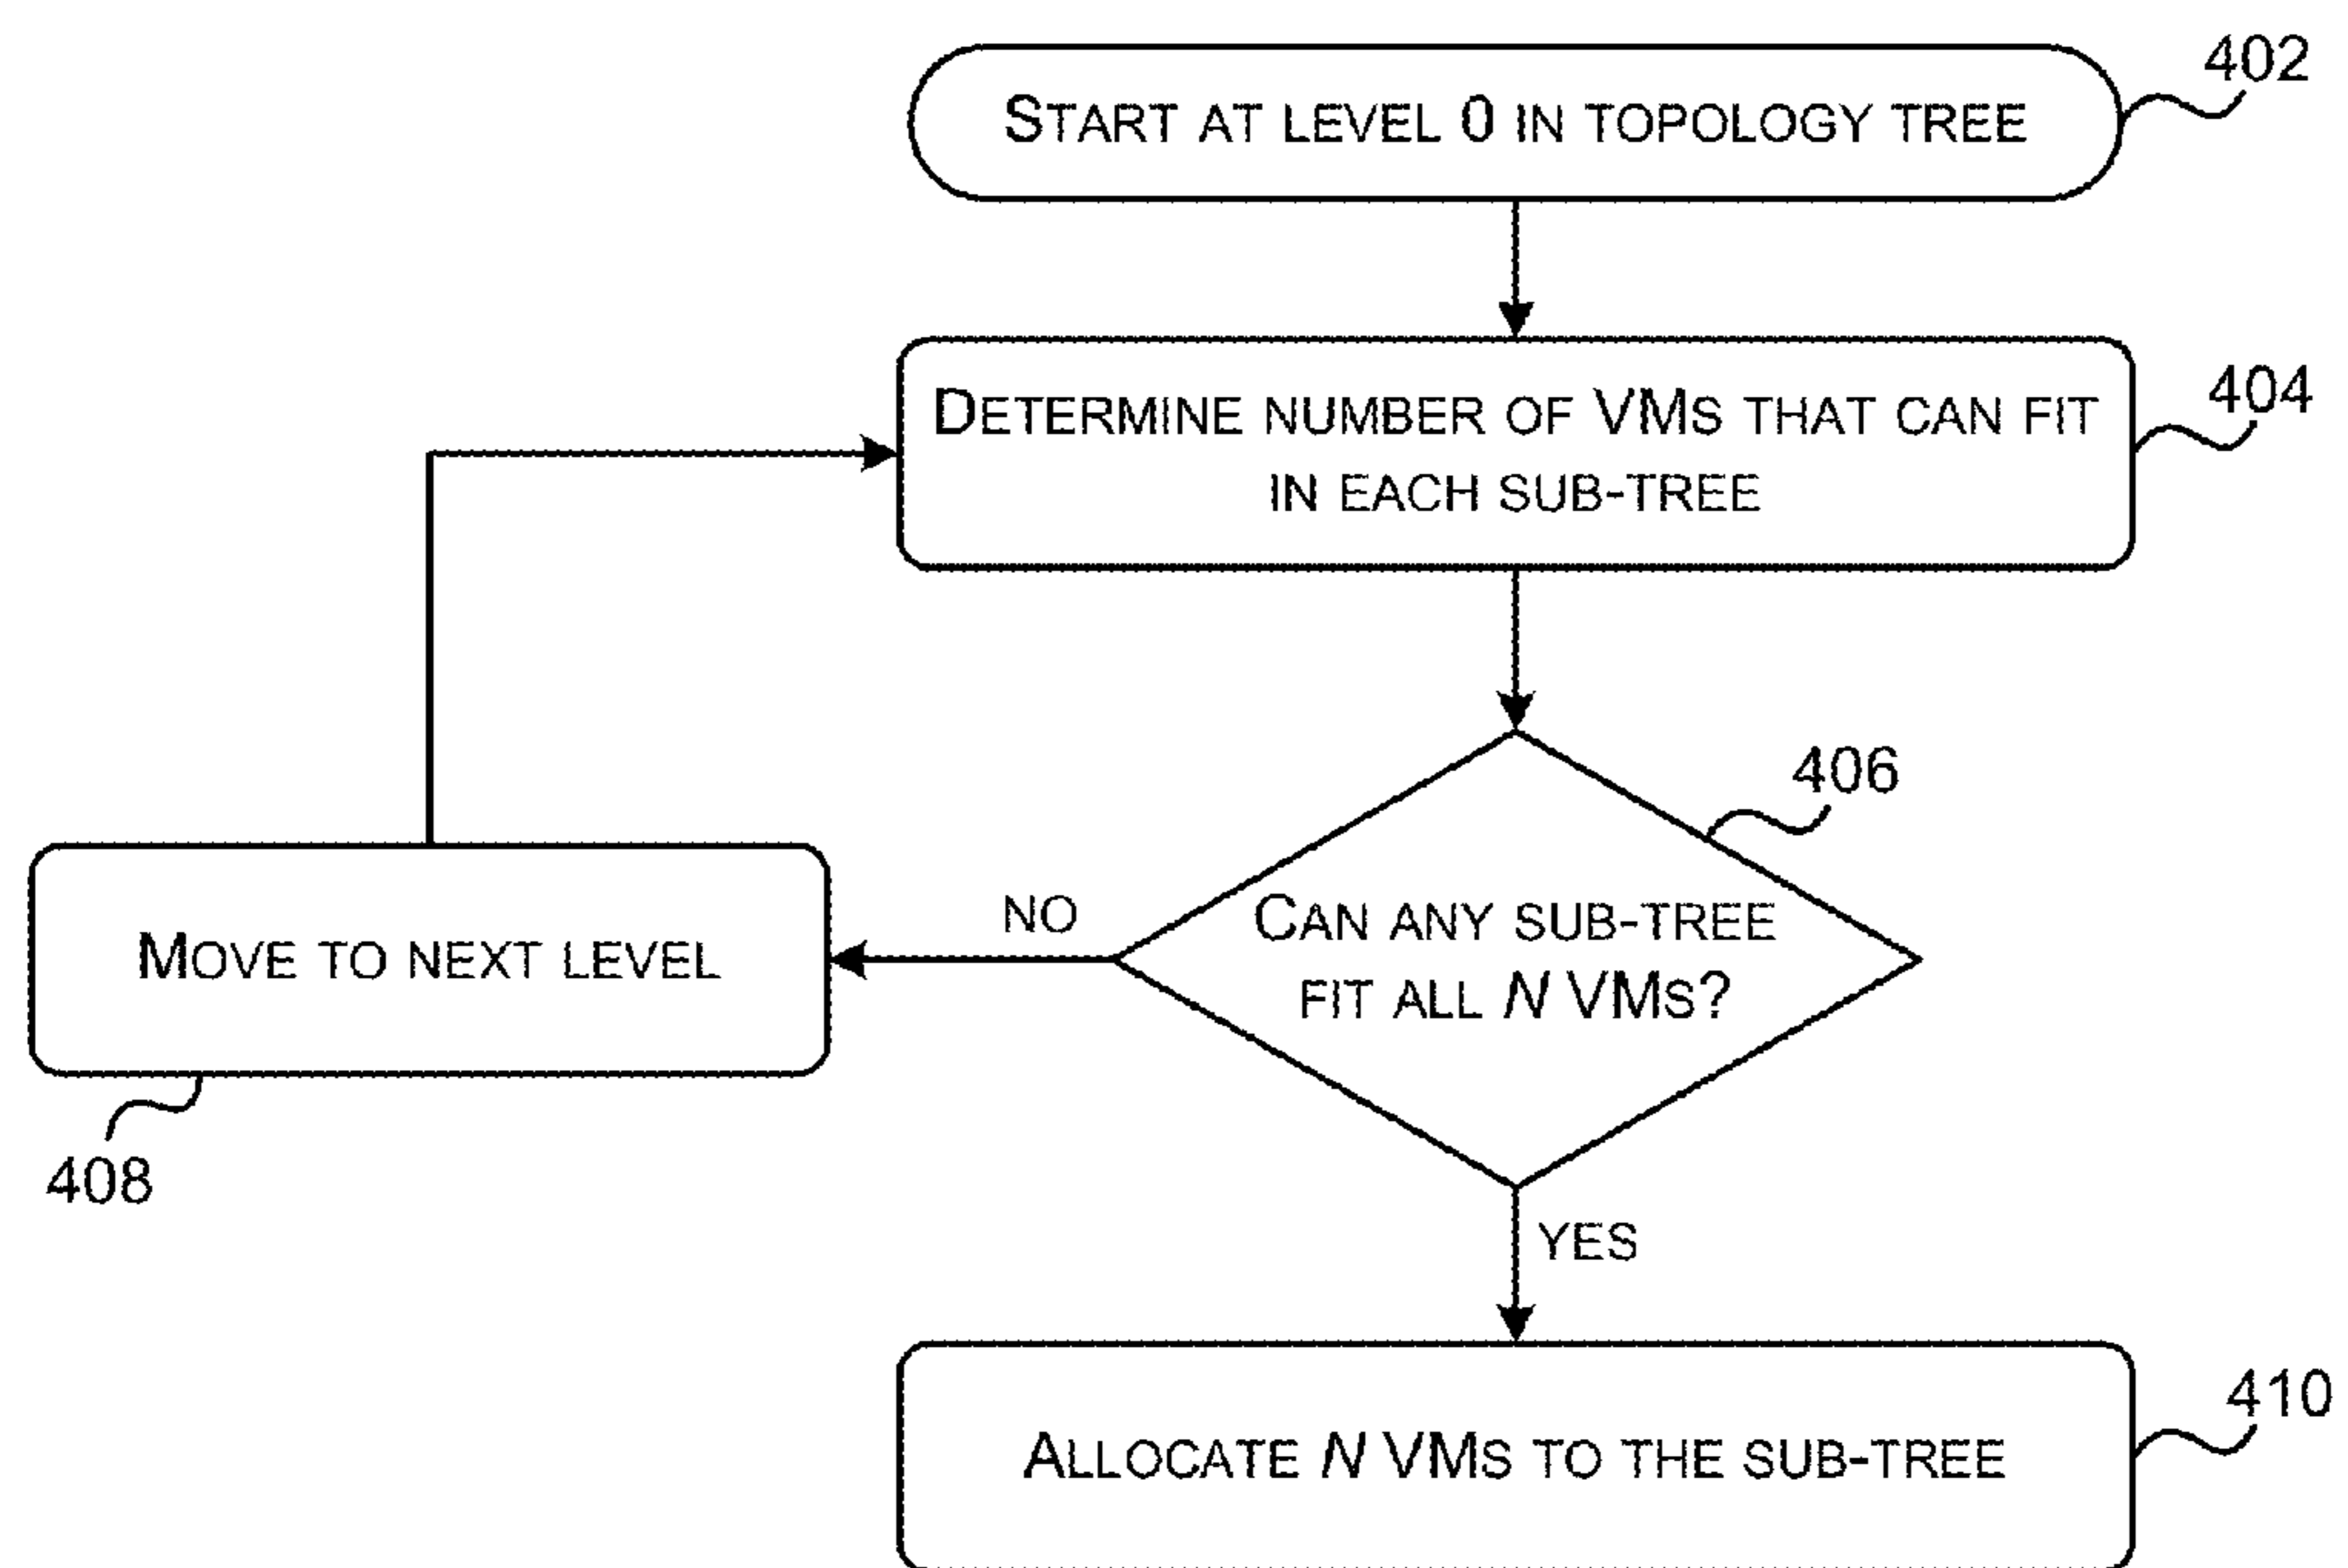 402
START AT LEVEL 0 IN TOPOLOGY TREE
404
DETERMINE NUMBER OF VMS THAT CAN FIT
IN EACH SUB-TREE
406
CAN ANY SUB-TREE
FIT ALL N VMS?
NO
MOVE TO NEXT LEVEL
408
YES
410
ALLOCATE N VMS TO THE SUB-TREE